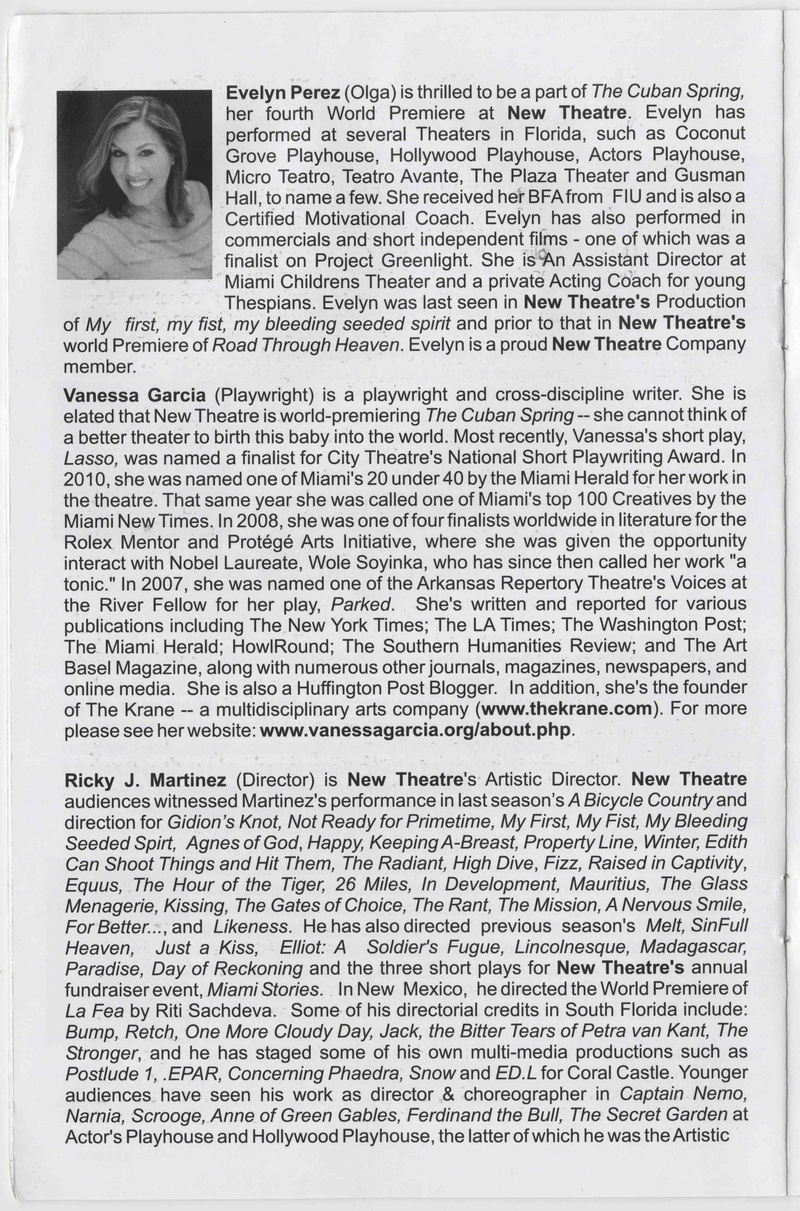 Evelyn Perez (Olga) is thrilled to be a part of The Cuban Spring,
her fourth World Premiere at New Theatre. Evelyn has
performed at several Theaters in Florida, such as Coconut
Grove Playhouse, Hollywood Playhouse, Actors Playhouse,
Micro Teatro, Teatro Avante, The Plaza Theater and Gusman
Hall, to name a few. She received her BFA from FIU and is also a
Certified Motivational Coach. Evelyn has also performed in
commercials and short independent films - one of which was a
finalist on Project Greenlight. She is An Assistant Director at
Miami Childrens Theater and a private Acting Coach for young
Thespians. Evelyn was last seen in New Theatre's Production
of My first, my fist, my bleeding seeded spirit and prior to that in New Theatre's
world Premiere of Road Through Heaven. Evelyn is a proud New Theatre Company
member.
Vanessa Garcia (Playwright) is a playwright and cross-discipline writer. She is
elated that New Theatre is world-premiering The Cuban Spring -- she cannot think of
a better theater to birth this baby into the world. Most recently, Vanessa's short play,
Lasso, was named a finalist for City Theatre's National Short Playwriting Award. In
2010, she was named one of Miami's 20 under 40 by the Miami Herald for her work in
the theatre. That same year she was called one of Miami's top 100 Creatives by the
Miami New Times. In 2008, she was one of four finalists worldwide in literature for the
Rolex Mentor and Protégé Arts Initiative, where she was given the opportunity
interact with Nobel Laureate, Wole Soyinka, who has since then called her work "a
tonic." In 2007, she was named one of the Arkansas Repertory Theatre's Voices at
the River Fellow for her play, Parked. She's written and reported for various
publications including The New York Times; The LA Times; The Washington Post;
The Miami Herald; HowlRound; The Southern Humanities Review; and The Art
Basel Magazine, along with numerous other journals, magazines, newspapers, and
online media. She is also a Huffington Post Blogger. In addition, she's the founder
of The Krane -- a multidisciplinary arts company (www.thekrane.com). For more
please see her website: www.vanessagarcia.org/about.php.
Ricky J. Martinez (Director) is New Theatre's Artistic Director. New Theatre
audiences witnessed Martinez's performance in last season's A Bicycle Country and
direction for Gidion's Knot, Not Ready for Primetime, My First, My Fist, My Bleeding
Seeded Spirt, Agnes of God, Happy, Keeping A-Breast, Property Line, Winter, Edith
Can Shoot Things and Hit Them, The Radiant, High Dive, Fizz, Raised in Captivity,
Equus, The Hour of the Tiger, 26 Miles, In Development, Mauritius, The Glass
Menagerie, Kissing, The Gates of Choice, The Rant, The Mission, A Nervous Smile,
For Better..., and Likeness. He has also directed previous season's Melt, SinFull
Heaven, Just a Kiss, Elliot: A Soldier's Fugue, Lincolnesque, Madagascar,
Paradise, Day of Reckoning and the three short plays for New Theatre's annual
fundraiser event, Miami Stories. In New Mexico, he directed the World Premiere of
La Fea by Riti Sachdeva. Some of his directorial credits in South Florida include:
Bump, Retch, One More Cloudy Day, Jack, the Bitter Tears of Petra van Kant, The
Stronger, and he has staged some of his own multi-media productions such as
Postlude 1, .EPAR, Concerning Phaedra, Snow and ED.L for Coral Castle. Younger
audiences have seen his work as director & choreographer in Captain Nemo,
Narnia, Scrooge, Anne of Green Gables, Ferdinand the Bull, The Secret Garden at
Actor's Playhouse and Hollywood Playhouse, the latter of which he was the Artistic